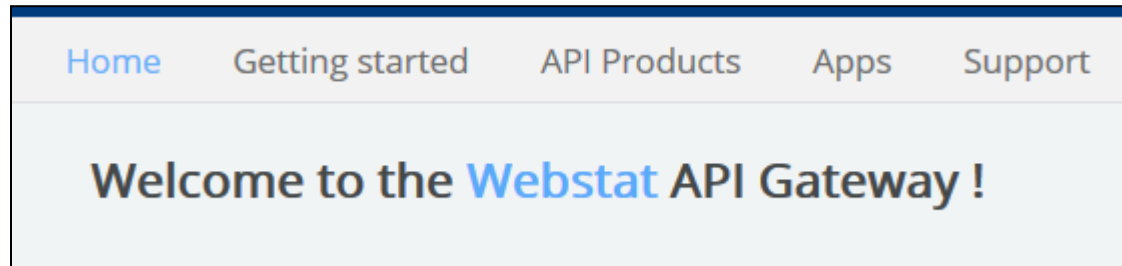 Home Getting started API Products Apps Support
Welcome to the Webstat API Gateway !